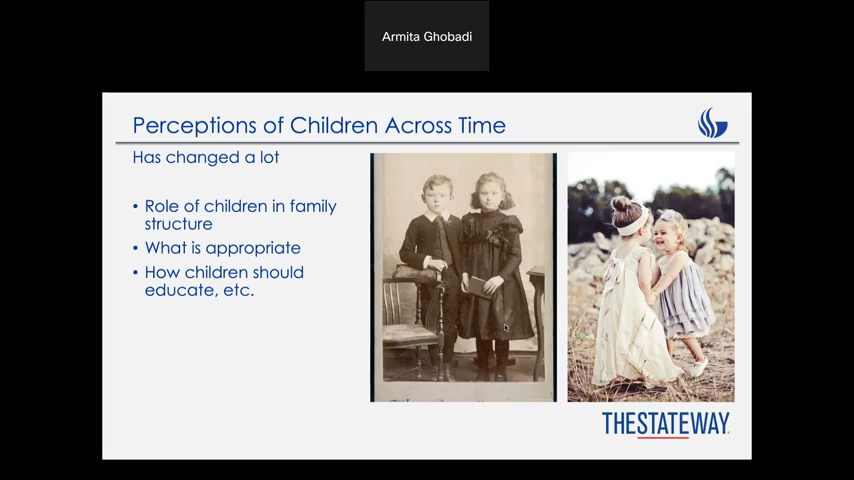 Armita Ghobadi
Perceptions of Children Across Time
Has changed a lot
• Role of children in family
structure
• What is appropriate
• How children should
educate, etc.
THESTATEWAY.